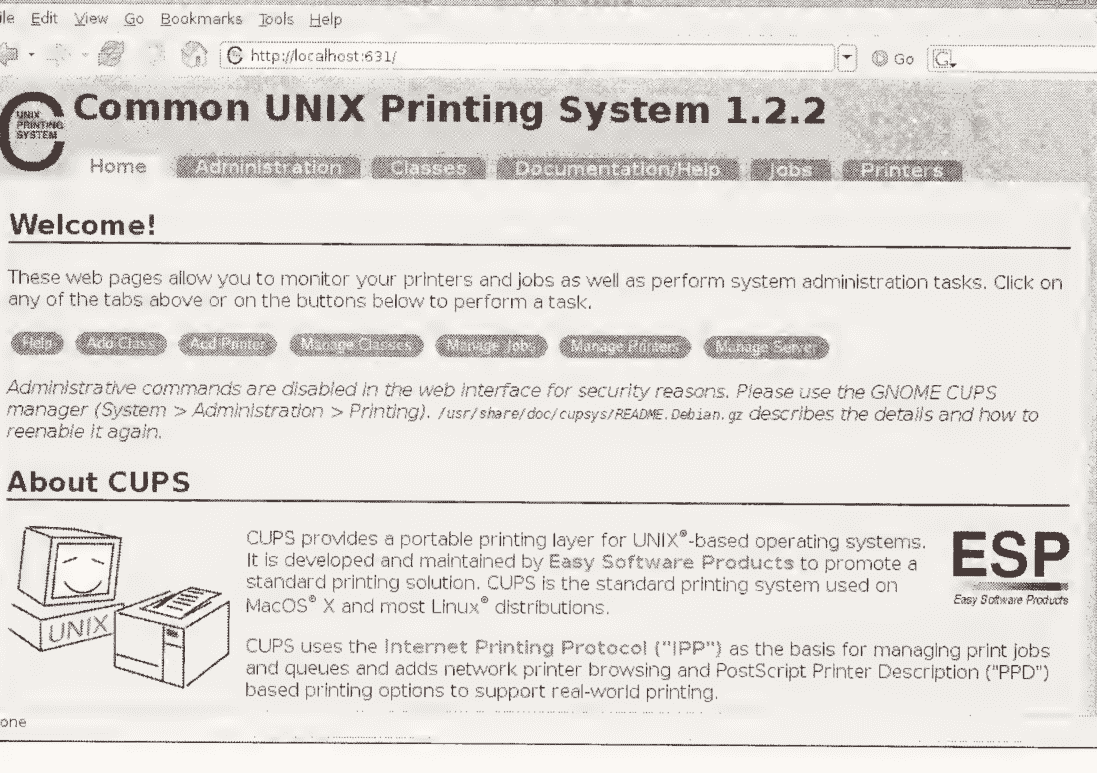 ile Edit View Go Bookmarks Tools Help
http://localhost:631/ Go G
UNIX
PRINTING
SYSTEM
Common UNIX Printing System 1.2.2
Home Administration Classes Documentation/Help Jobs Printers
Welcome!
These web pages allow you to monitor your printers and jobs as well as perform system administration tasks. Click on
any of the tabs above or on the buttons below to perform a task.
Help Add Class Add Printer Manage Classes Manage Jobs Manage Printers Manage Server
Administrative commands are disabled in the web interface for security reasons. Please use the GNOME CUPS
manager (System > Administration > Printing). /usr/share/doc/cupsys/README.Debian.gz describes the details and how to
reenable it again.
About CUPS
UNIX
CUPS provides a portable printing layer for UNIX®-based operating systems.
It is developed and maintained by Easy Software Products to promote a
standard printing solution. CUPS is the standard printing system used on
MacOS® X and most Linux® distributions.
ESP
Easy Software Products
CUPS uses the Internet Printing Protocol ("IPP") as the basis for managing print jobs
and queues and adds network printer browsing and PostScript Printer Description ("PPD")
based printing options to support real-world printing.
one